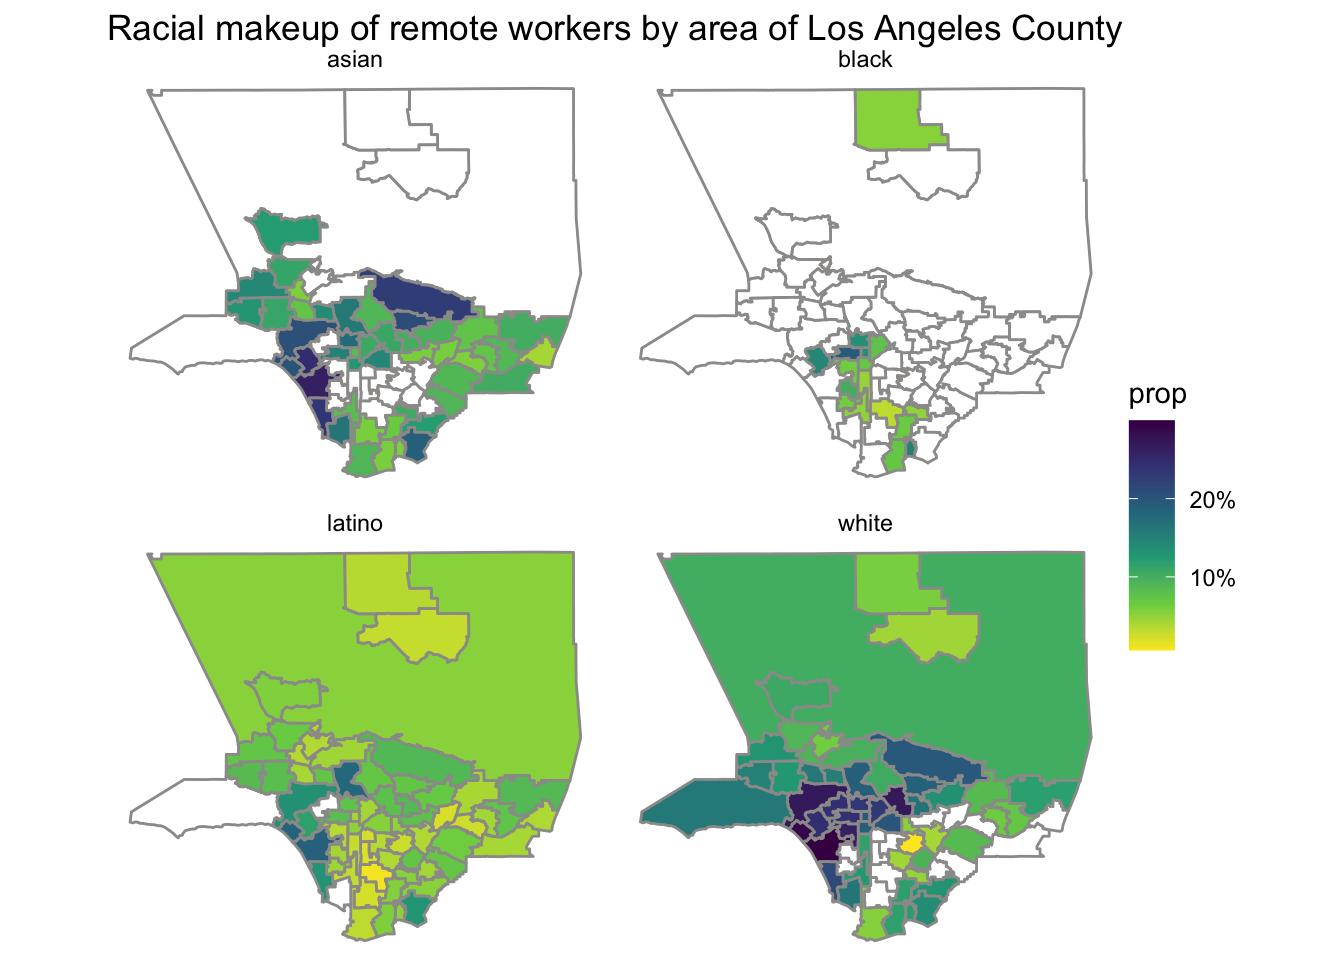 Racial makeup of remote workers by area of Los Angeles County
asian
black
prop
20%
10%
latino
white